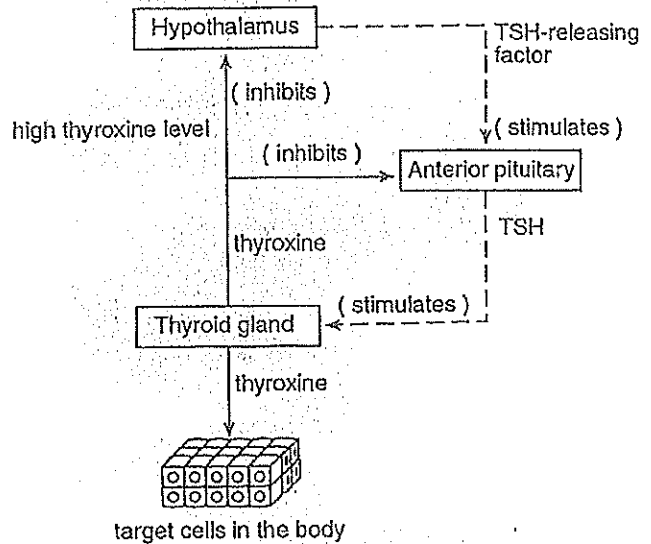 Hypothalamus
TSH-releasing
factor
( inhibits )
( stimulates )
high thyroxine level
( inhibits )
Anterior pituitary
TSH
thyroxine
( stimulates )
Thyroid gland
thyroxine
target cells in the body